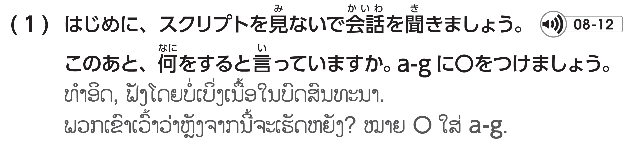 (1) はじめに、スクリプトを見ないで会話を聞きましょう。 08-12
このあと、何をすると言っていますか。a-g に○をつけましょう。
ທຳອິດ, ຟັງໂດຍບໍ່ເບິ່ງເນື້ອໃນບົດສົນທະນາ.
ພວກເຂົາເວົ້າວ່າຫຼັງຈາກນີ້ຈະເຮັດຫຍັງ? ໝາຍ ○ ໃສ່ a-g.